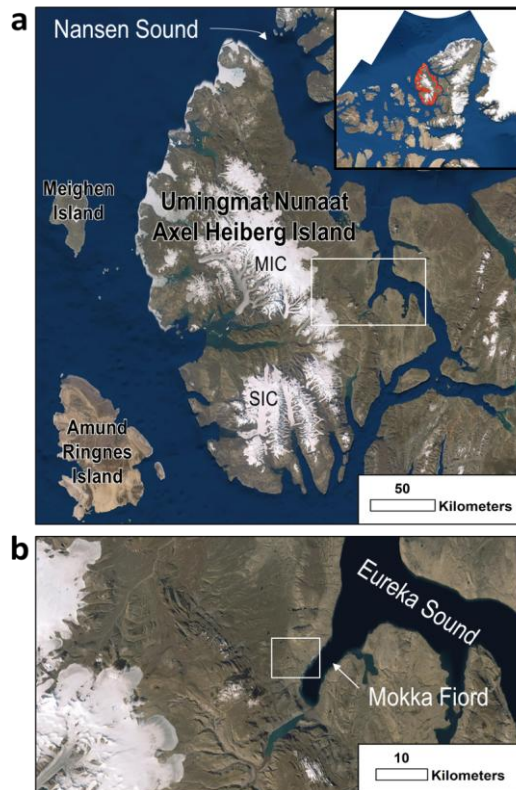 a
Nansen Sound
Meighen
Island
Umingmat Nunaat
Axel Heiberg Island
MIC
SIC
Amund
Ringnes
Island
50
Kilometers
b
Eureka Sound
Mokka Fiord
10
Kilometers